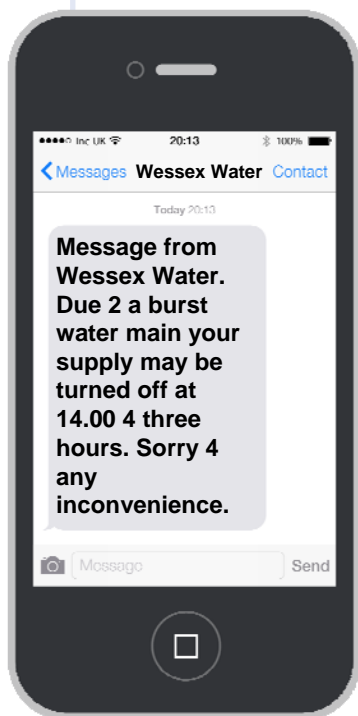 Inc UK 20:13 100%
Messages Wessex Water Contact
Today 20:13
Message from
Wessex Water.
Due 2 a burst
water main your
supply may be
turned off at
14.00 4 three
hours. Sorry 4
any
inconvenience.
Message Send